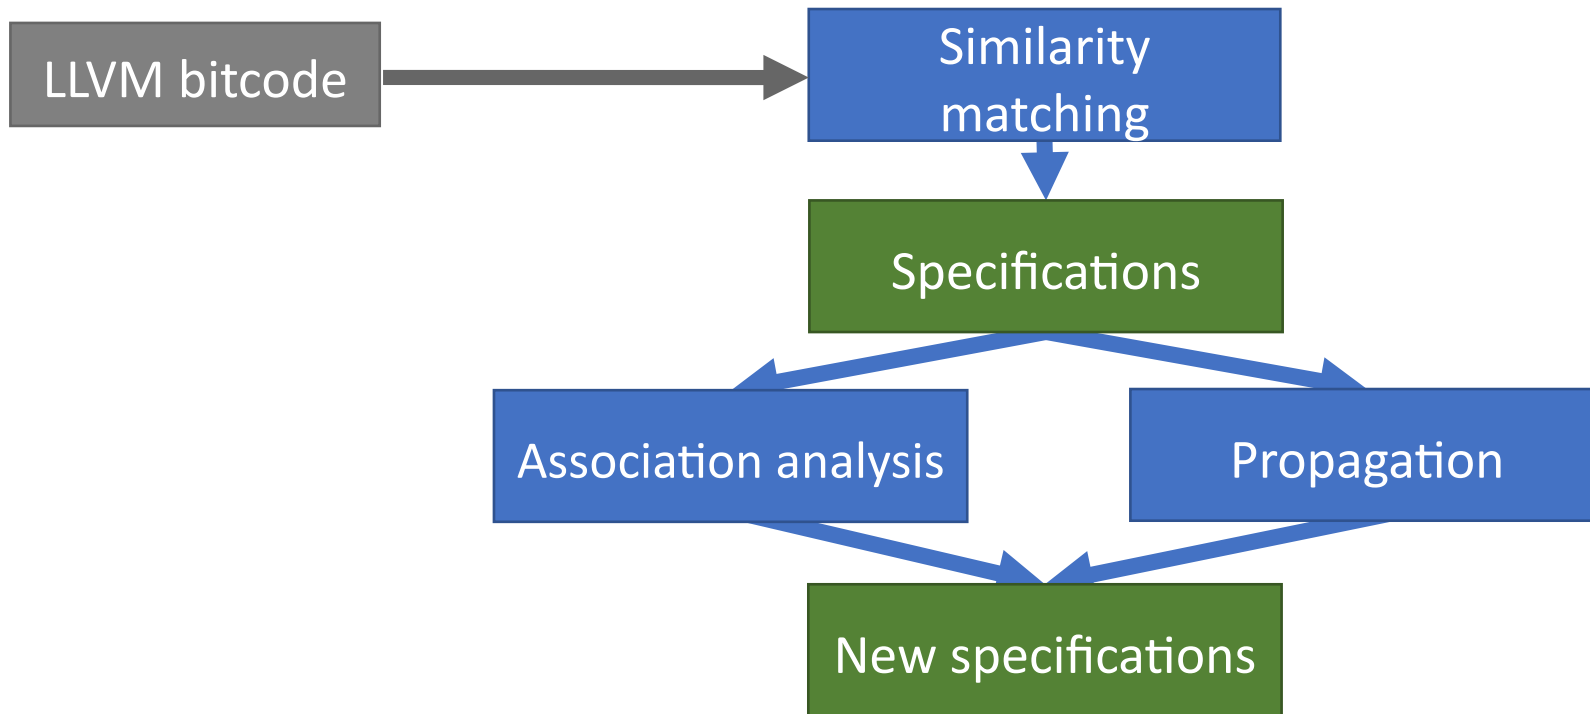 LLVM bitcode
Similarity
matching
Specifications
Association analysis
Propagation
New specifications